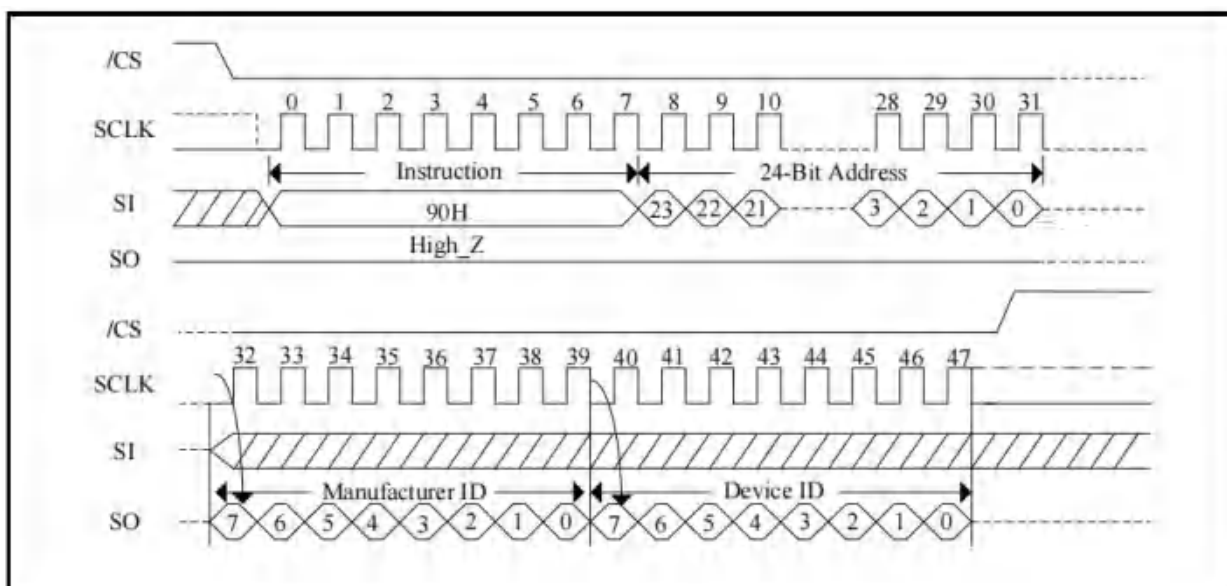 /CS
0 1 2 3 4 5 6 7 8 9 10 28 29 30 31
SCLK
Instruction 24-Bit Address
SI 90H 23 22 21 3 2 1 0
High_Z
SO
/CS
32 33 34 35 36 37 38 39 40 41 42 43 44 45 46 47
SCLK
SI
Manufacturer ID Device ID
SO 7 6 5 4 3 2 1 0 7 6 5 4 3 2 1 0